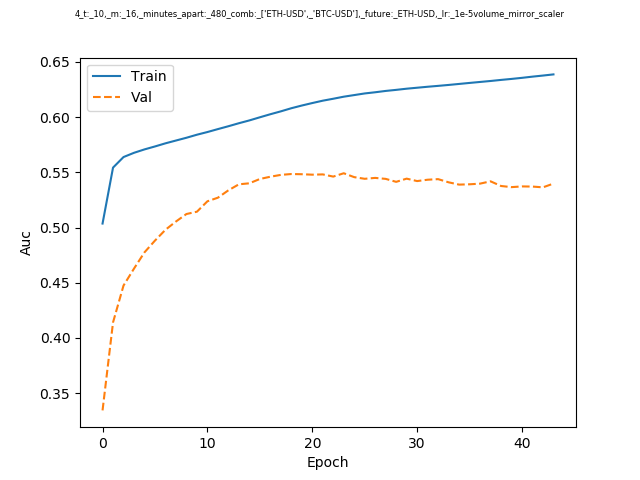 4_t:_10,_m:_16,_minutes_apart:_480_comb:_['ETH-USD',_'BTC-USD'],_future:_ETH-USD,_lr:_1e-5volume_mirror_scaler
Train
Val
0.65
0.60
0.55
0.50
0.45
0.40
0.35
Auc
0 10 20 30 40
Epoch